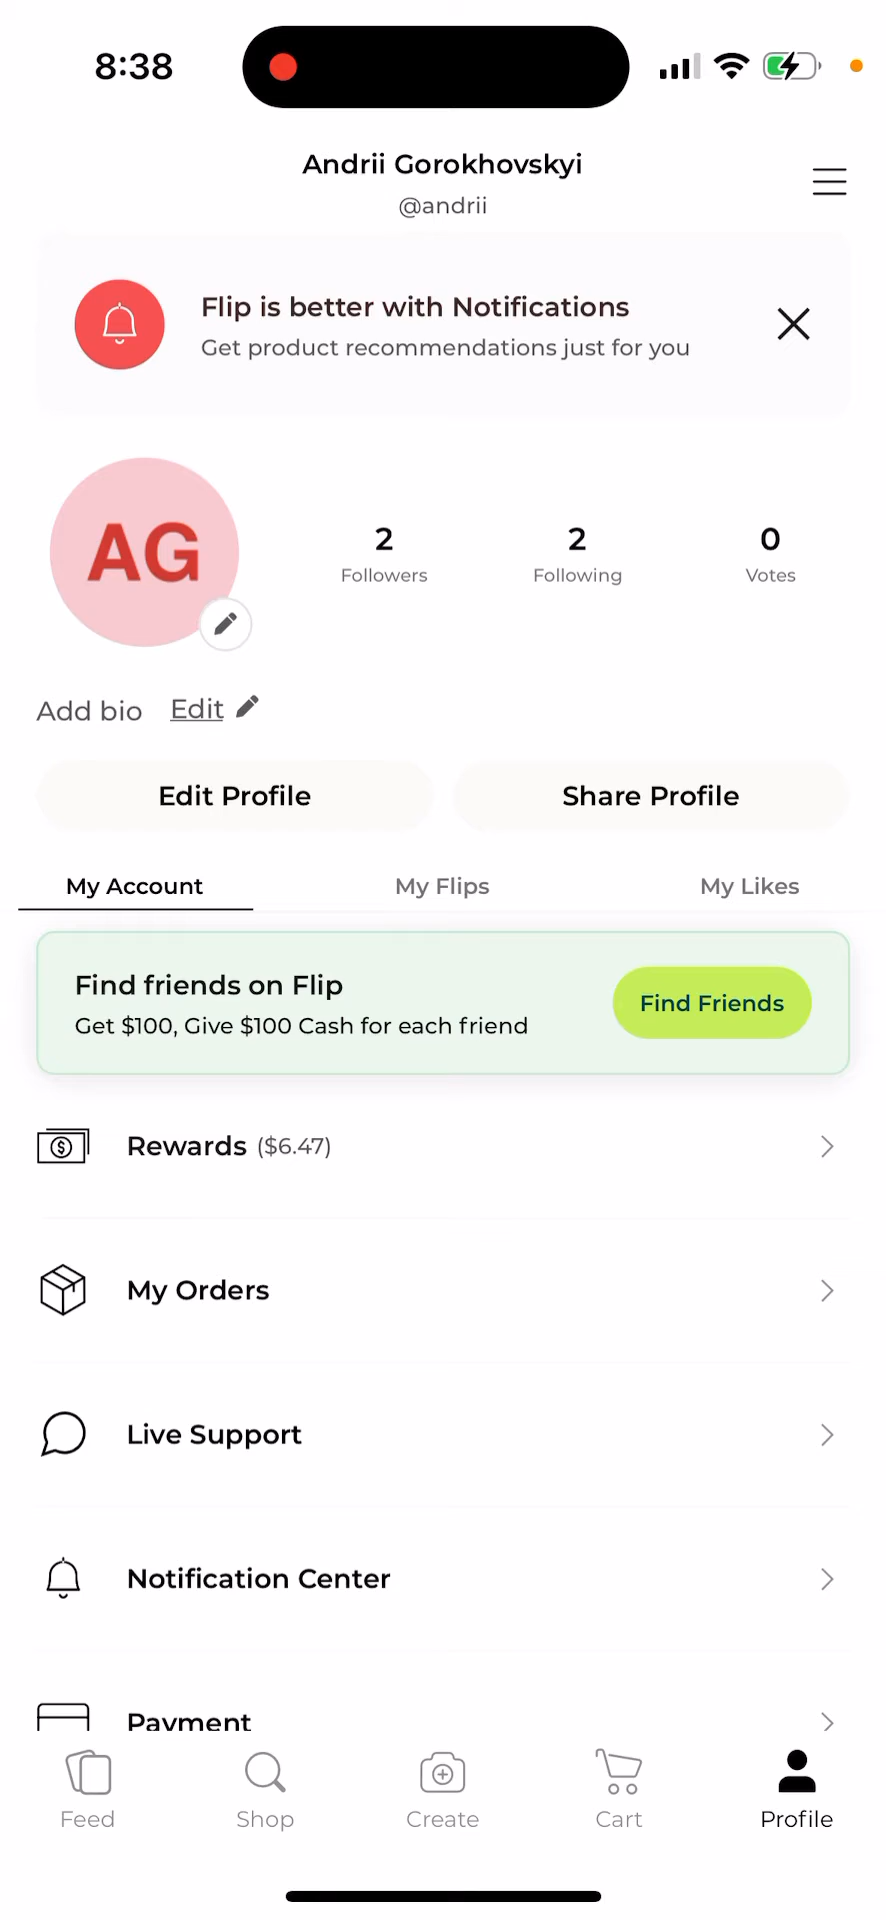 8:38
Andrii Gorokhovskyi
@andrii
Flip is better with Notifications
Get product recommendations just for you
AG
2
Followers
2
Following
0
Votes
Add bio Edit
Edit Profile
Share Profile
My Account
My Flips
My Likes
Find friends on Flip
Get $100, Give $100 Cash for each friend
Find Friends
Rewards ($6.47)
My Orders
Live Support
Notification Center
Payment
Feed
Shop
Create
Cart
Profile